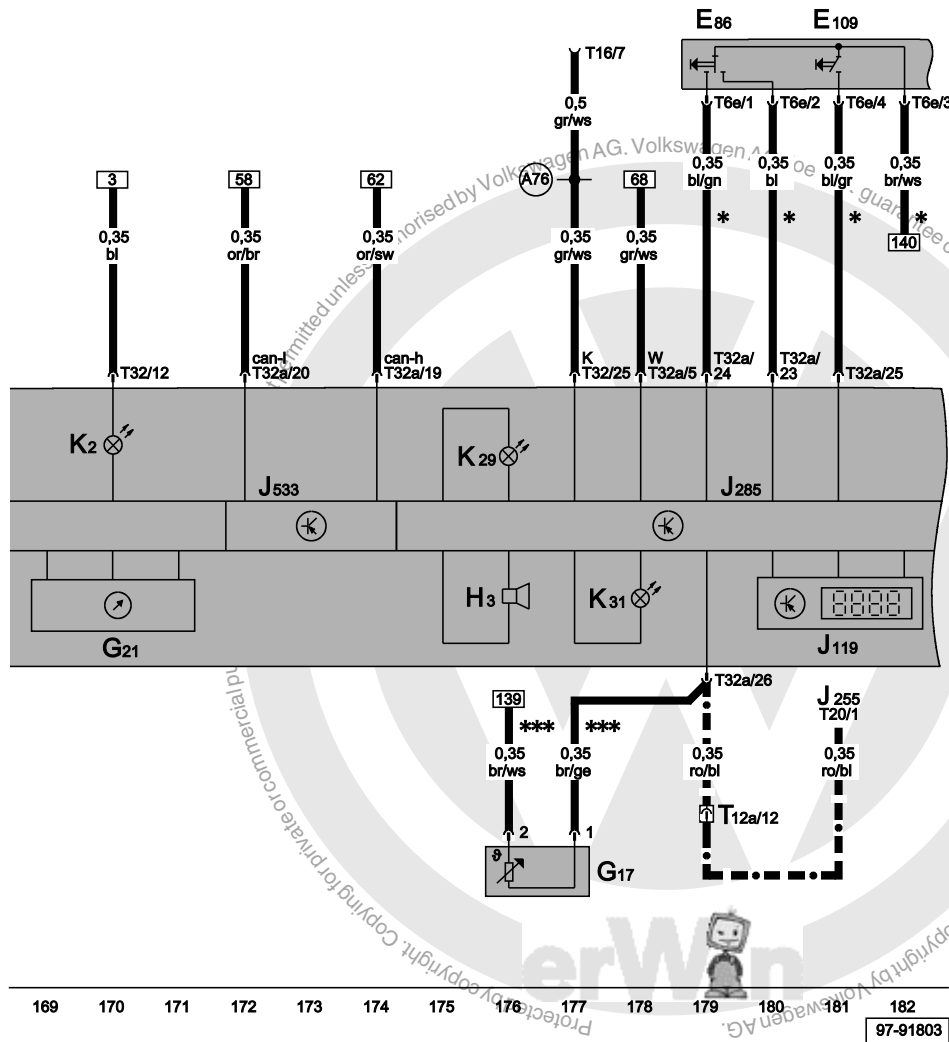 E86 E109
T16/7
T6e/1 T6e/2 T6e/4 T6e/3
0,5
gr/ws
0,35 0,35 0,35 0,35
bl/gn bl bl/gr br/ws
* * * *
3 58 62 A76 68
140
0,35 0,35 0,35 0,35 0,35
bl or/br or/sw gr/ws gr/ws
can-l can-h K W T32a/ T32a/
T32/12 T32a/20 T32a/19 T32/25 T32a/5 24 23 T32a/25
K2 K29
J533 J285
H3 K31
G21 J119
T32a/26
139 J255
*** *** T20/1
0,35 0,35 0,35 0,35
br/ws br/ge ro/bl ro/bl
T12a/12
2 1
G17
erWin
169 170 171 172 173 174 175 176 177 178 179 180 181 182
97-91803